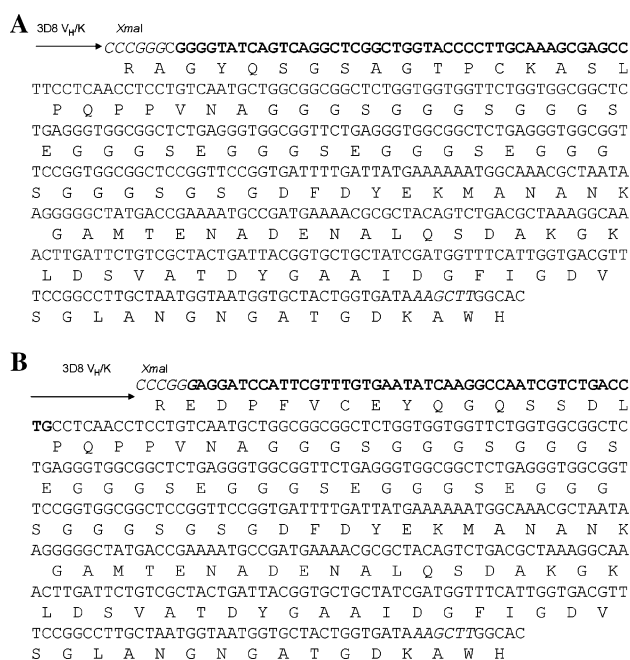 A
3D8 VH/K XmaI
CCCGGGCGGGGTATCAGTCAGGCTCGGCTGGTACCCCTTGCAAAGCGAGCC
R A G Y Q S G S A G T P C K A S L
TTCCTCAACCTCCTGTCAATGCTGGCGGCGGCTCTGGTGGTGGTTCTGGTGGCGGCTC
P Q P P V N A G G G S G G G S G G G S
TGAGGGTGGCGGCTCTGAGGGTGGCGGTTCTGAGGGTGGCGGCTCTGAGGGTGGCGGT
E G G G S E G G G S E G G G S E G G G
TCCGGTGGCGGCTCCGGTTCCGGTGATTTTGATTATGAAAAAATGGCAAACGCTAATA
S G G G S G S G D F D Y E K M A N A N K
AGGGGGCTATGACCGAAAATGCCGATGAAAACGCGCTACAGTCTGACGCTAAAGGCAA
G A M T E N A D E N A L Q S D A K G K
ACTTGATTCTGTCGCTACTGATTACGGTGCTGCTATCGATGGTTTCATTGGTGACGTT
L D S V A T D Y G A A I D G F I G D V
TCCGGCCTTGCTAATGGTAATGGTGCTACTGGTGATAAAGCTTGGCAC
S G L A N G N G A T G D K A W H
B
3D8 VH/K XmaI
CCCGGGAGGATCCATTCGTTTGTGAATATCAAGGCCAATCGTCTGACC
R E D P F V C E Y Q G Q S S D L
TGCCTCAACCTCCTGTCAATGCTGGCGGCGGCTCTGGTGGTGGTTCTGGTGGCGGCTC
P Q P P V N A G G G S G G G S G G G S
TGAGGGTGGCGGCTCTGAGGGTGGCGGTTCTGAGGGTGGCGGCTCTGAGGGTGGCGGT
E G G G S E G G G S E G G G S E G G G
TCCGGTGGCGGCTCCGGTTCCGGTGATTTTGATTATGAAAAAATGGCAAACGCTAATA
S G G G S G S G D F D Y E K M A N A N K
AGGGGGCTATGACCGAAAATGCCGATGAAAACGCGCTACAGTCTGACGCTAAAGGCAA
G A M T E N A D E N A L Q S D A K G K
ACTTGATTCTGTCGCTACTGATTACGGTGCTGCTATCGATGGTTTCATTGGTGACGTT
L D S V A T D Y G A A I D G F I G D V
TCCGGCCTTGCTAATGGTAATGGTGCTACTGGTGATAAAGCTTGGCAC
S G L A N G N G A T G D K A W H